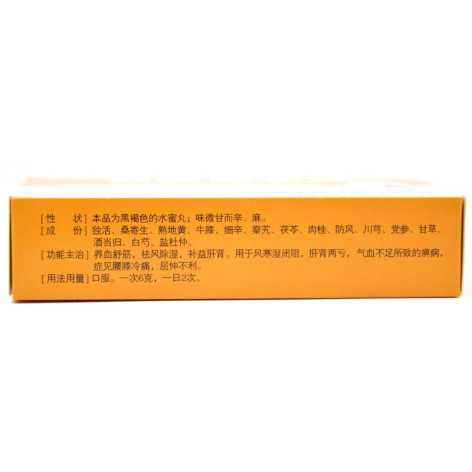 [性　状] 本品为黑褐色的水蜜丸；味微甘而辛、麻。
[成　份] 独活、桑寄生、熟地黄、牛膝、细辛、秦艽、茯苓、肉桂、防风、川芎、党参、甘草、
酒当归、白芍、盐杜仲。
[功能主治] 养血舒筋，祛风除湿，补益肝肾。用于风寒湿闭阻，肝肾两亏，气血不足所致的痹病，
症见腰膝冷痛，屈伸不利。
[用法用量] 口服。一次6克，一日2次。